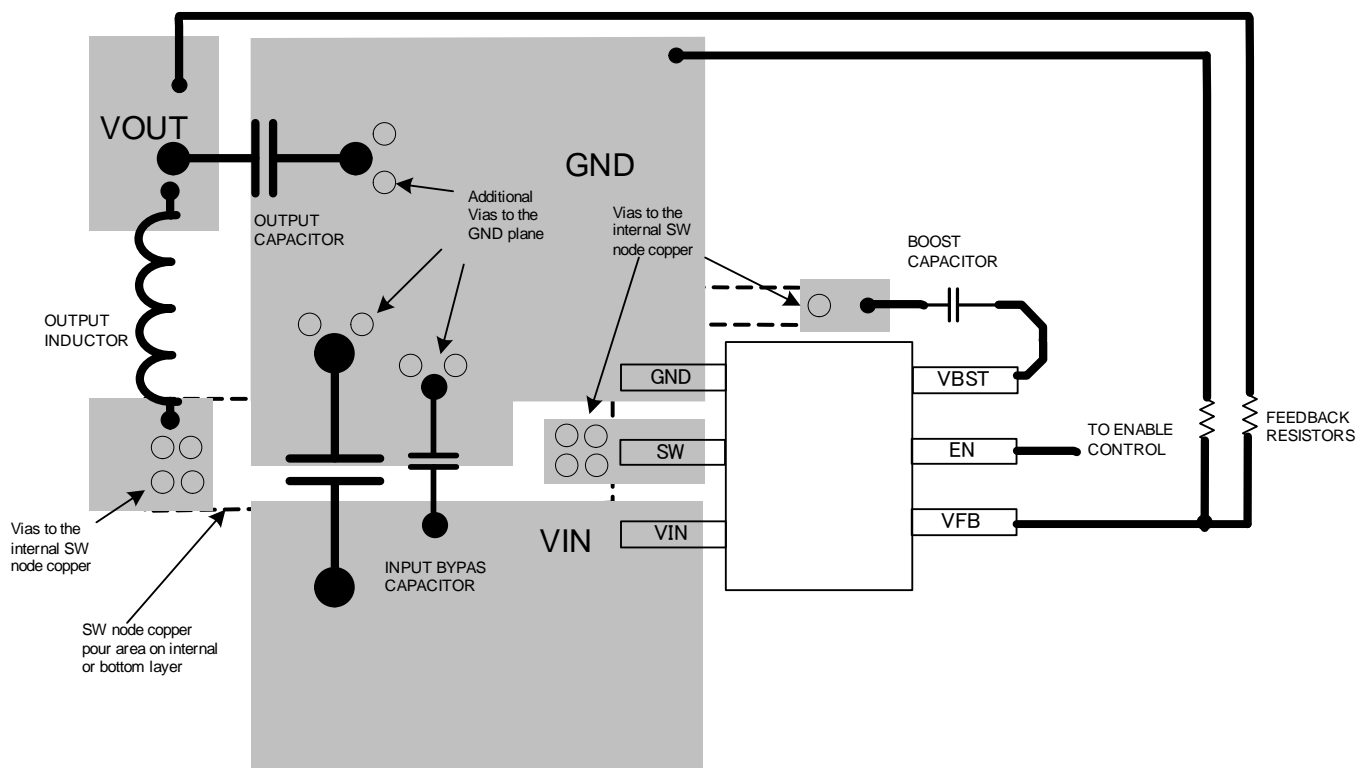 VOUT
GND
OUTPUT
CAPACITOR
Additional
Vias to the
GND plane
Vias to the
internal SW
node copper
BOOST
CAPACITOR
OUTPUT
INDUCTOR
GND
VBST
SW
EN
TO ENABLE
CONTROL
FEEDBACK
RESISTORS
VIN
VIN
VFB
Vias to the
internal SW
node copper
INPUT BYPAS
CAPACITOR
SW node copper
pour area on internal
or bottom layer